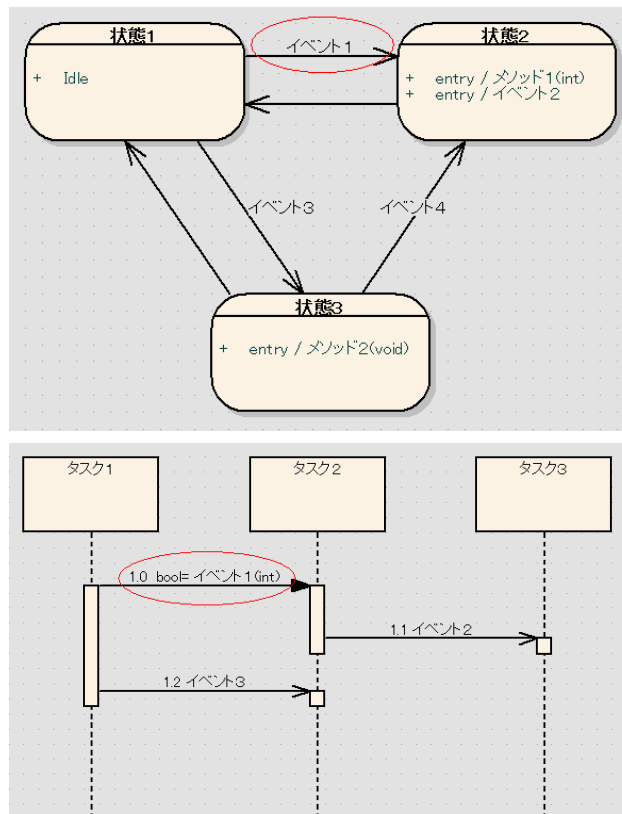 状態1
+ Idle
イベント1
状態2
+ entry / メソッド1(int)
+ entry / イベント2
イベント3
イベント4
状態3
+ entry / メソッド2(void)
タスク1
タスク2
タスク3
1.0 bool= イベント1(int)
1.1 イベント2
1.2 イベント3